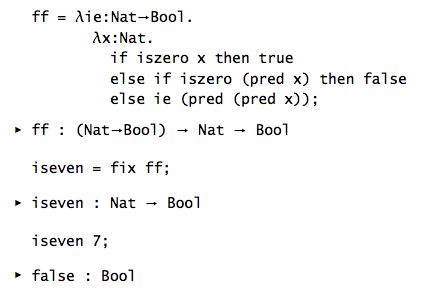 ff = λie:Nat→Bool.
λx:Nat.
if iszero x then true
else if iszero (pred x) then false
else ie (pred (pred x));
▸ ff : (Nat→Bool) → Nat → Bool
iseven = fix ff;
▸ iseven : Nat → Bool
iseven 7;
▸ false : Bool